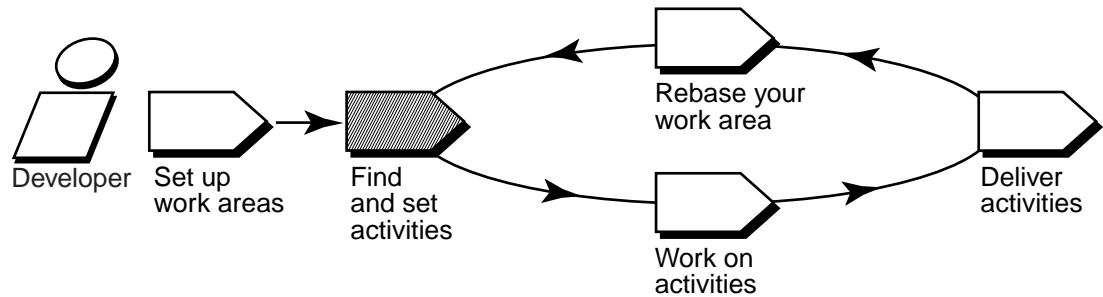 Developer
Set up
work areas
Find
and set
activities
Rebase your
work area
Work on
activities
Deliver
activities